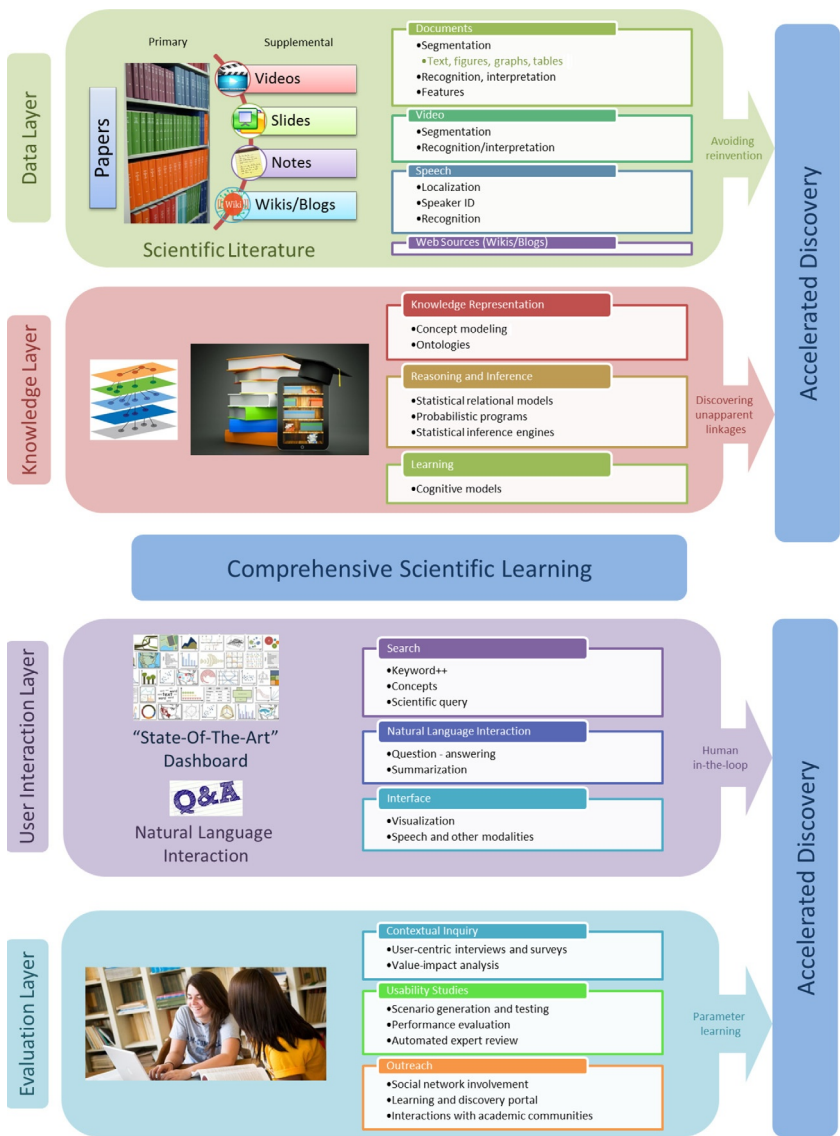 Data Layer
Primary
Supplemental
Papers
Videos
Slides
Notes
Wiki
Wikis/Blogs
Scientific Literature
Documents
•Segmentation
•Text, figures, graphs, tables
•Recognition, interpretation
•Features
Video
•Segmentation
•Recognition/interpretation
Speech
•Localization
•Speaker ID
•Recognition
Web Sources (Wikis/Blogs)
Avoiding
reinvention
Accelerated Discovery
Knowledge Layer
Knowledge Representation
•Concept modeling
•Ontologies
Reasoning and Inference
•Statistical relational models
•Probabilistic programs
•Statistical inference engines
Learning
•Cognitive models
Discovering
unapparent
linkages
Comprehensive Scientific Learning
User Interaction Layer
"State-Of-The-Art"
Dashboard
Q&A
Natural Language
Interaction
Search
•Keyword++
•Concepts
•Scientific query
Natural Language Interaction
•Question - answering
•Summarization
Interface
•Visualization
•Speech and other modalities
Human
in-the-loop
Accelerated Discovery
Evaluation Layer
Contextual Inquiry
•User-centric interviews and surveys
•Value-impact analysis
Usability Studies
•Scenario generation and testing
•Performance evaluation
•Automated expert review
Outreach
•Social network involvement
•Learning and discovery portal
•Interactions with academic communities
Parameter
learning